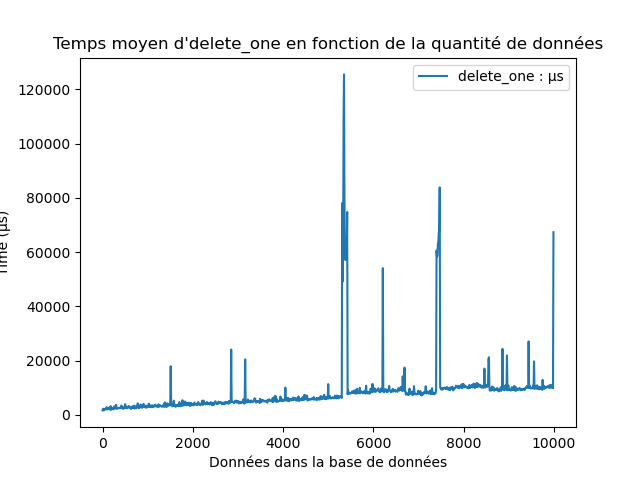 Temps moyen d'delete_one en fonction de la quantité de données
delete_one : µs
120000
100000
80000
60000
40000
20000
0
Time (µs)
0 2000 4000 6000 8000 10000
Données dans la base de données